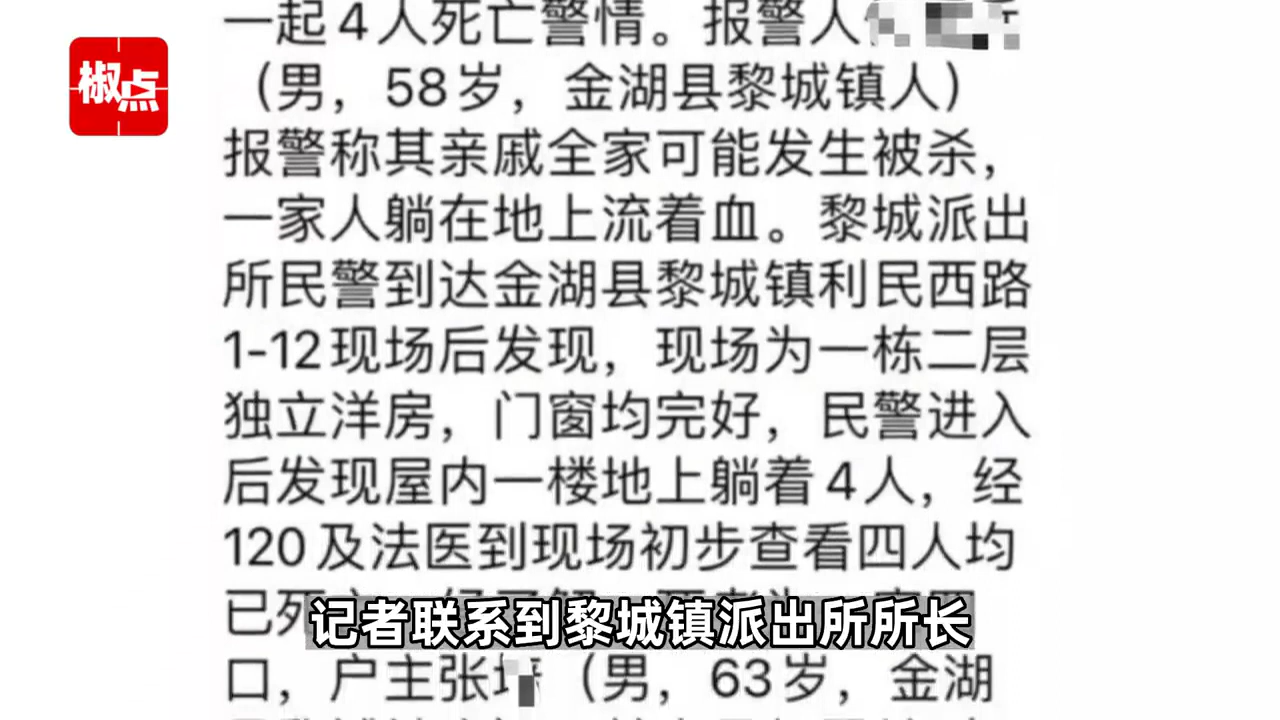 一起4人死亡警情。报警人
椒点
（男，58岁，金湖县黎城镇人）
报警称其亲戚全家可能发生被杀，
一家人躺在地上流着血。黎城派出
所民警到达金湖县黎城镇利民西路
1-12现场后发现，现场为一栋二层
独立洋房，门窗均完好，民警进入
后发现屋内一楼地上躺着4人，经
120及法医到现场初步查看四人均
已死
记者联系到黎城镇派出所所长
口，户主张（男，63岁，金湖